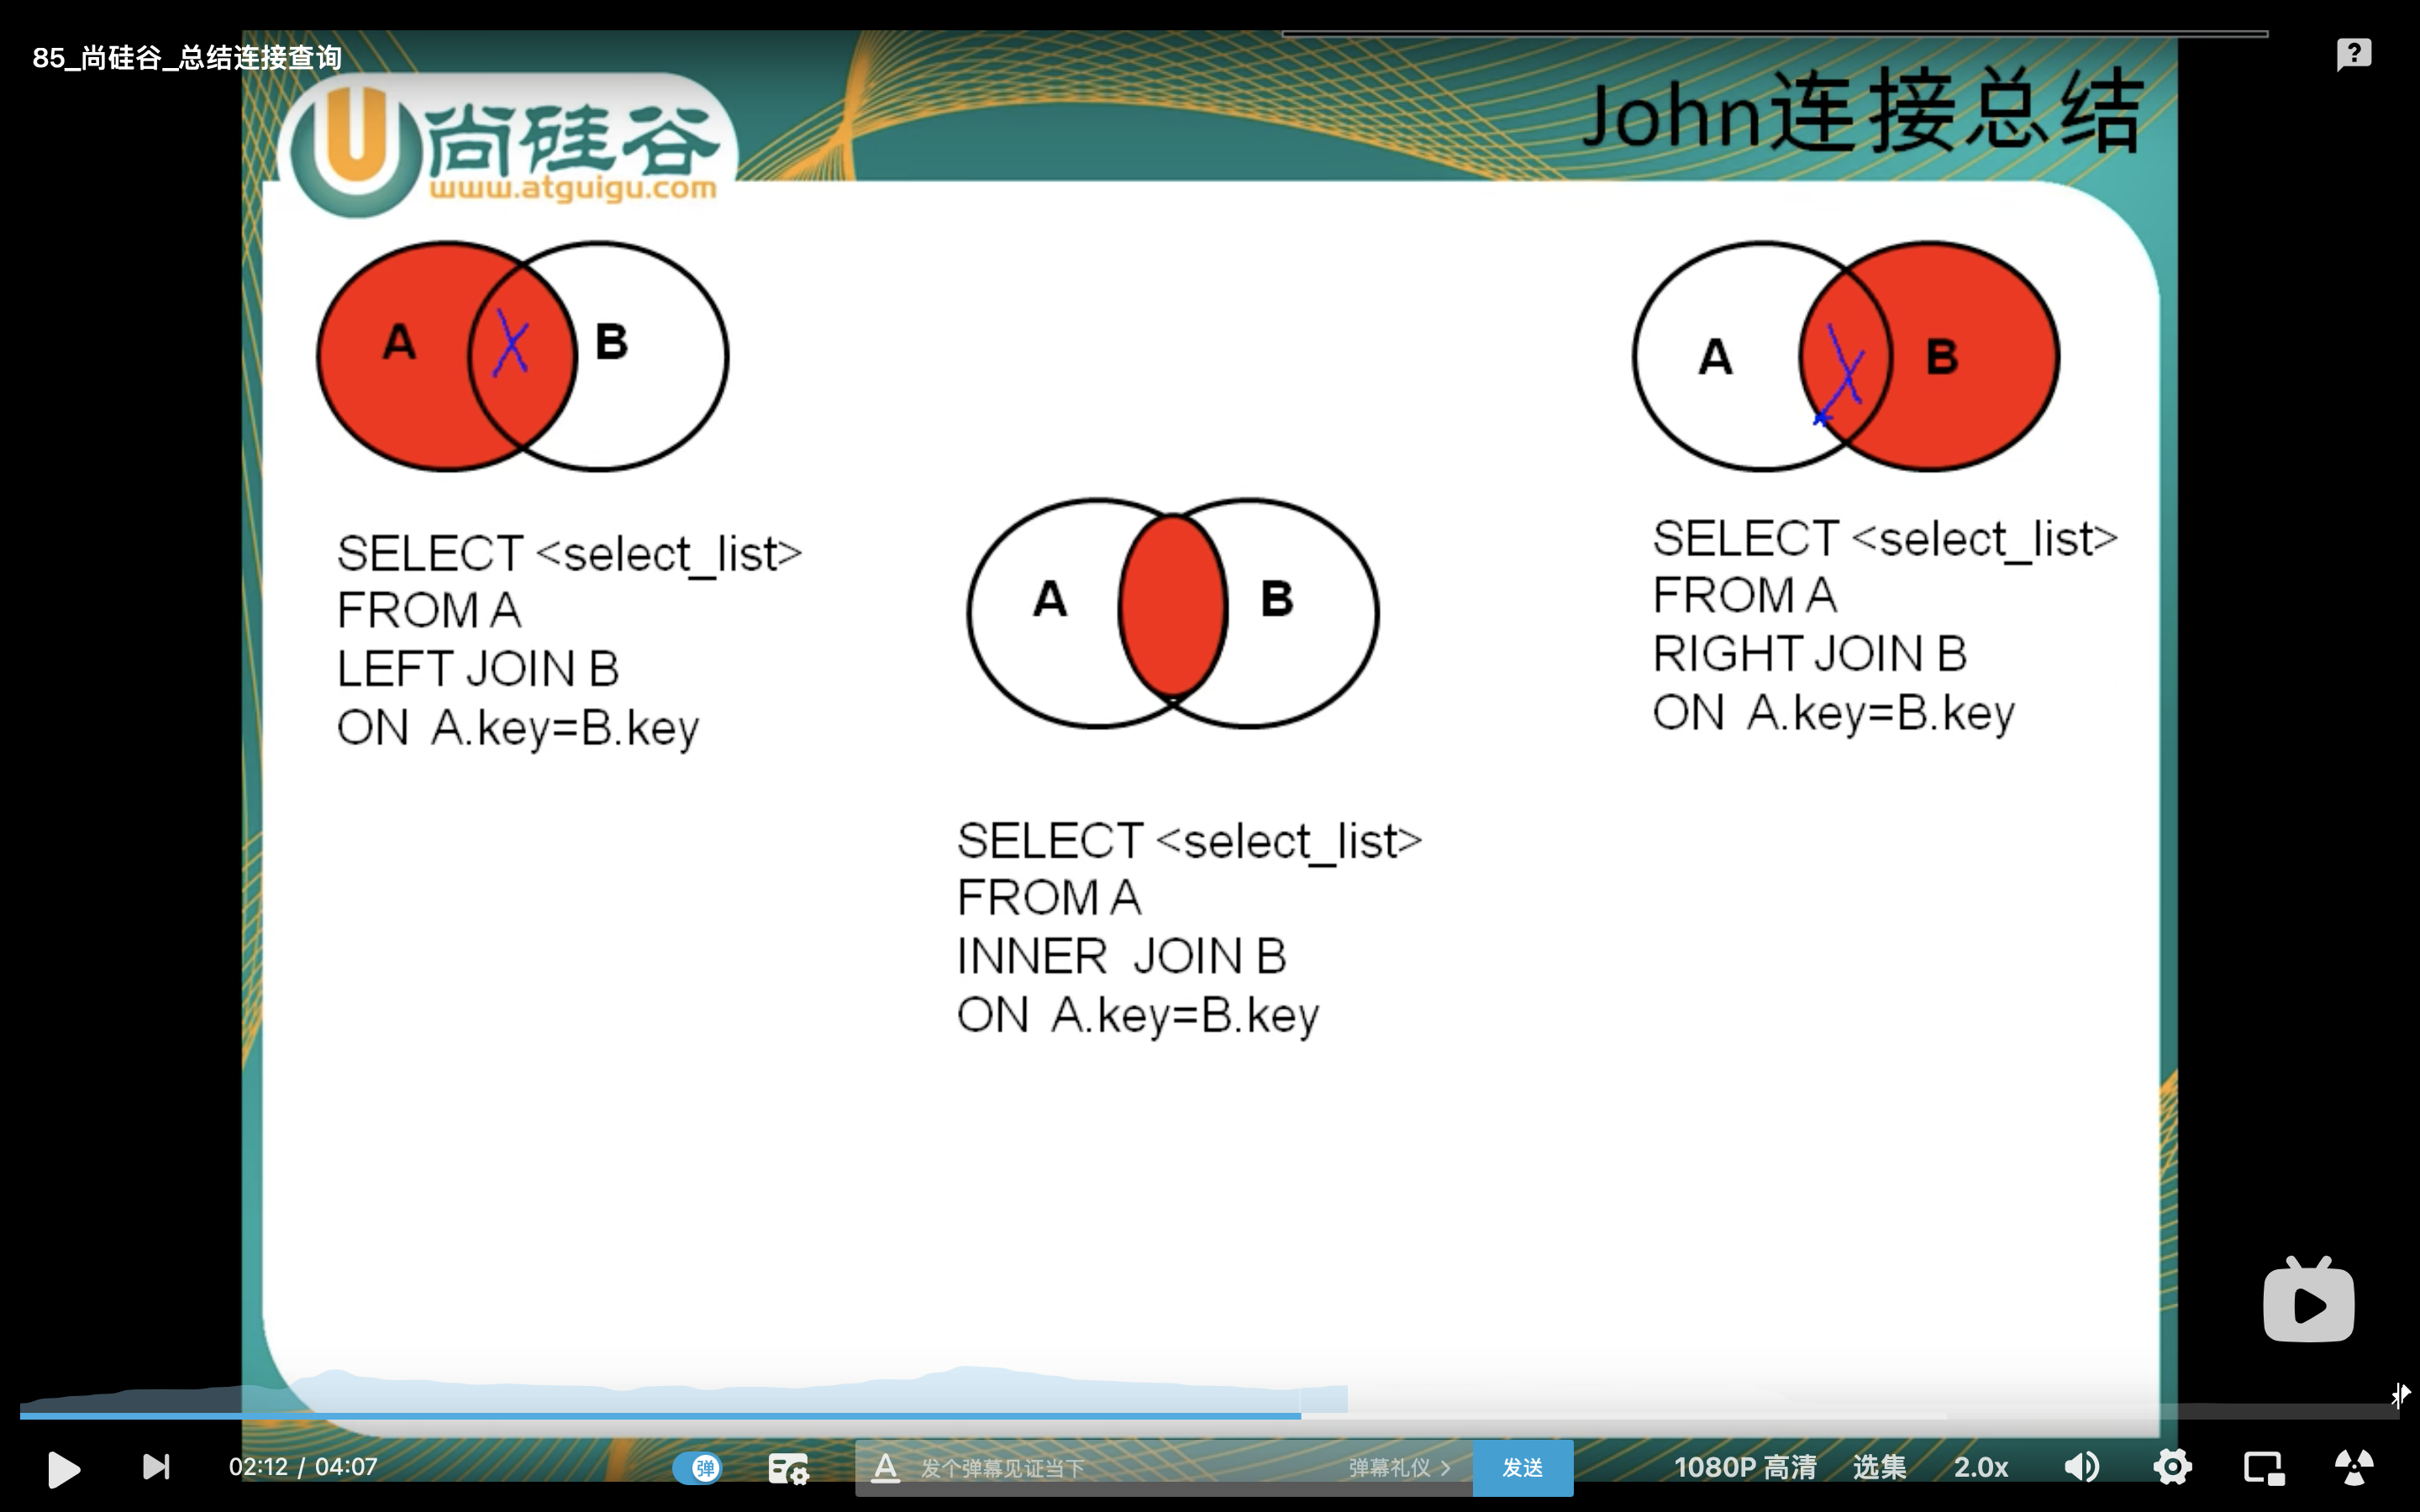 85_尚硅谷_总结连接查询
尚硅谷
www.atguigu.com
John连接总结
A
B
SELECT <select_list>
FROM A
LEFT JOIN B
ON A.key=B.key
A
B
SELECT <select_list>
FROM A
INNER JOIN B
ON A.key=B.key
A
B
SELECT <select_list>
FROM A
RIGHT JOIN B
ON A.key=B.key
02:12 / 04:07
弹
A
发个弹幕见证当下
弹幕礼仪 >
发送
1080P 高清
选集
2.0x